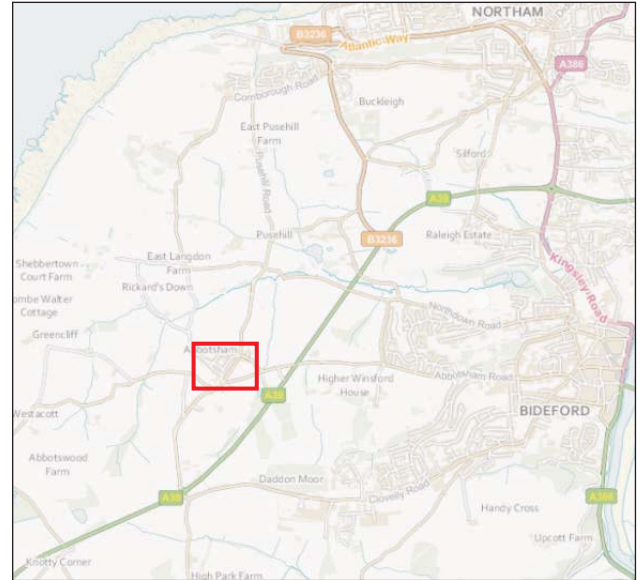 NORTHAM
B3236
Atlantic Way
A386
Cornborough Road
Buckleigh
East Pusehill
Farm
Silford
Pusehill Road
A39
Pusehill
B3236
Raleigh Estate
East Langdon
Farm
Shebbertown
Court Farm
Kingsley Road
Rickard's Down
ombe Walter
Cottage
Northdown Road
Greencliff
Abbotsham
Higher Winsford
House
Abbotsham Road
A39
BIDEFORD
Westacott
Abbotswood
Farm
Daddon Moor
Clovelly Road
A39
A386
Handy Cross
Upcott Farm
Knotty Corner
High Park Farm